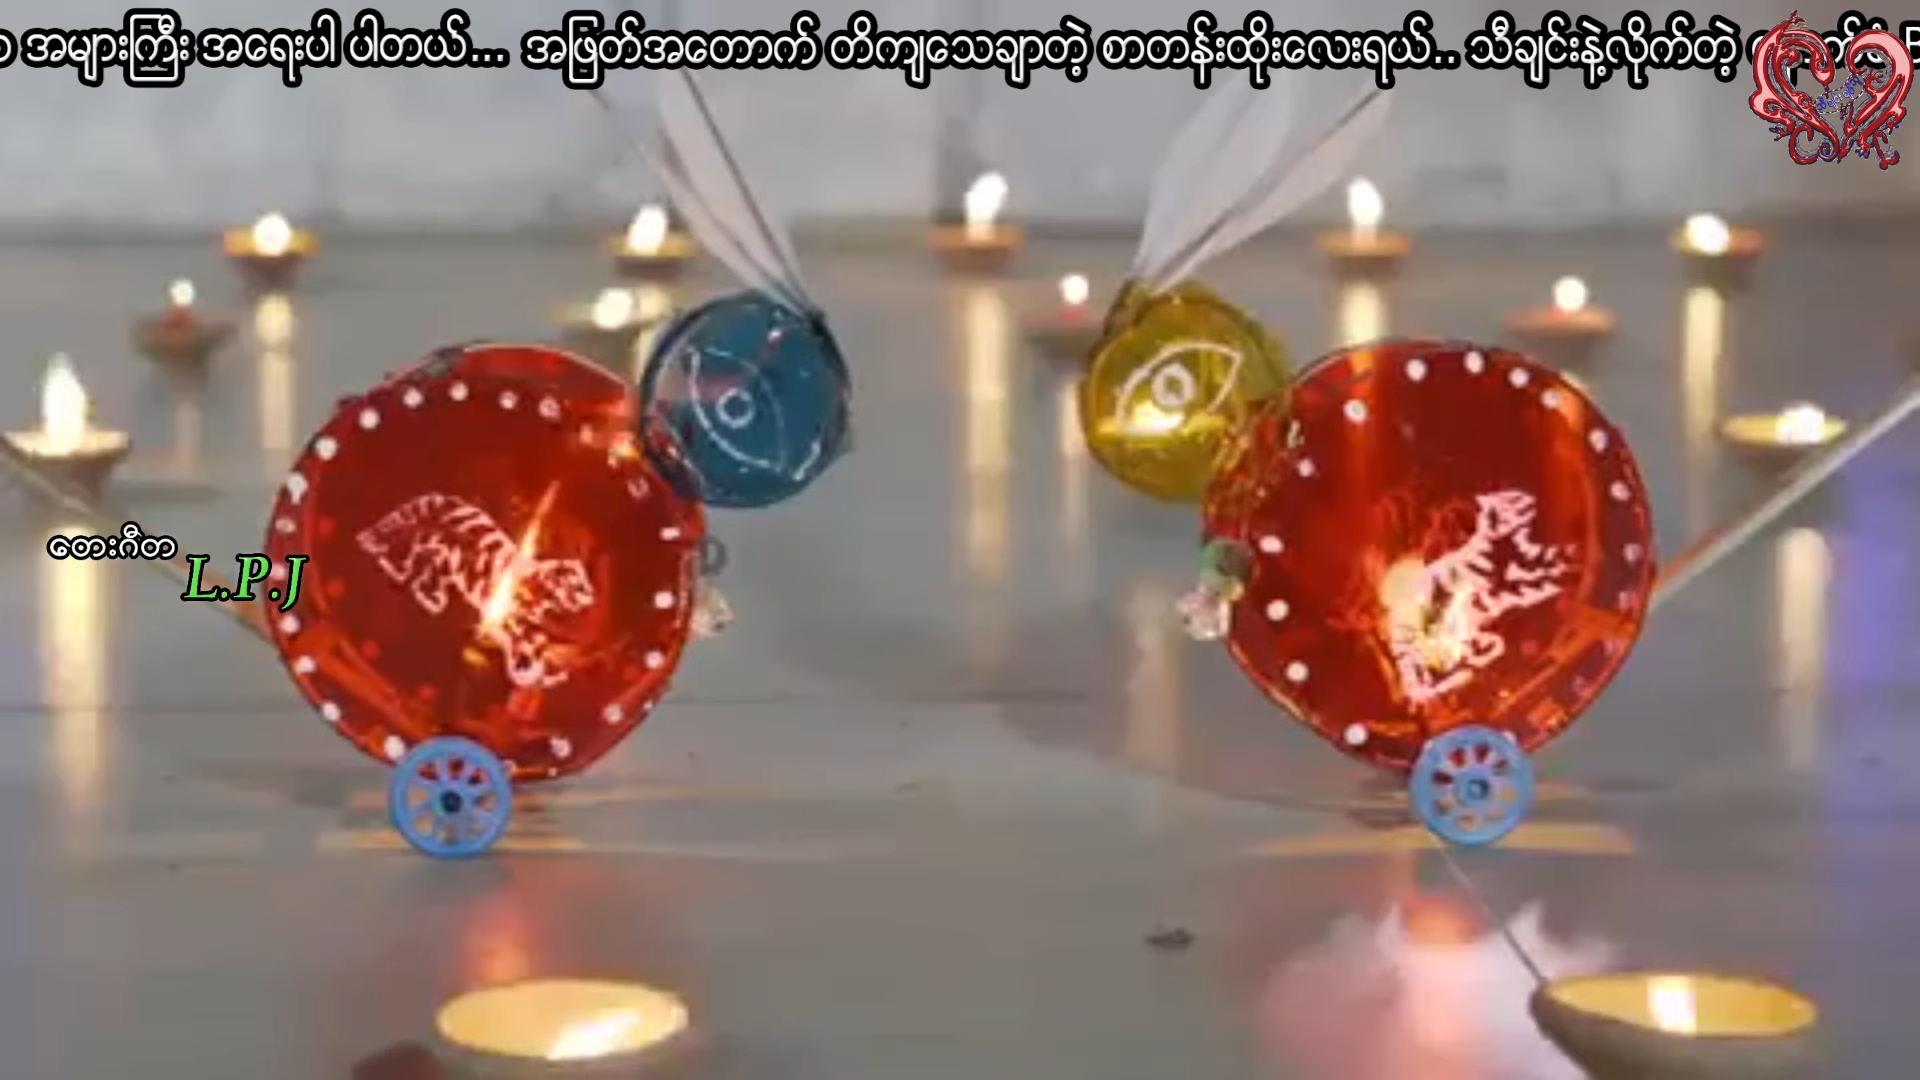 အများကြီး အရေးပါ ပါတယ်... အဖြတ်အတောက် တိကျသေချာတဲ့ စာတန်းထိုးလေးရယ်.. သီချင်းနဲ့လိုက်တဲ့
တေးဂီတ
L.P.J